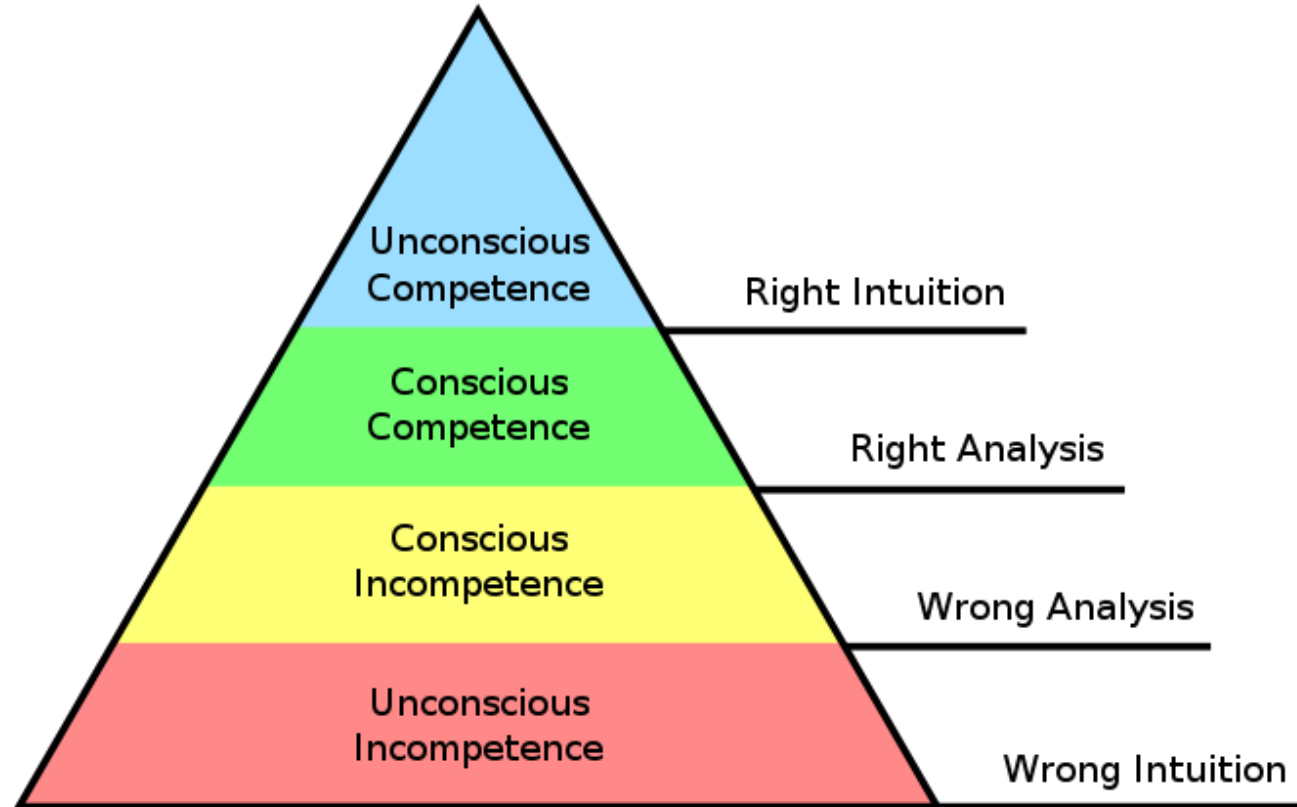 Unconscious
Competence
Right Intuition
Conscious
Competence
Right Analysis
Conscious
Incompetence
Wrong Analysis
Unconscious
Incompetence
Wrong Intuition